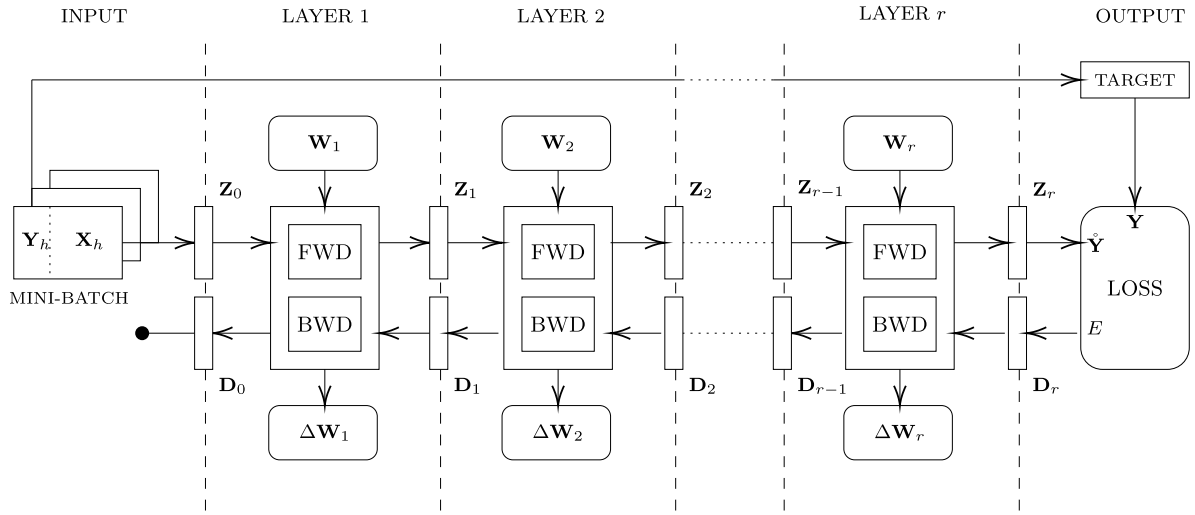 INPUT
LAYER 1
LAYER 2
LAYER r
OUTPUT
TARGET
W₁
W₂
Wᵣ
Z₀
Z₁
Z₂
Zᵣ₋₁
Zᵣ
Yₕ Xₕ
FWD
FWD
FWD
Y
Y̊
LOSS
MINI-BATCH
BWD
BWD
BWD
E
D₀
D₁
D₂
Dᵣ₋₁
Dᵣ
ΔW₁
ΔW₂
ΔWᵣ